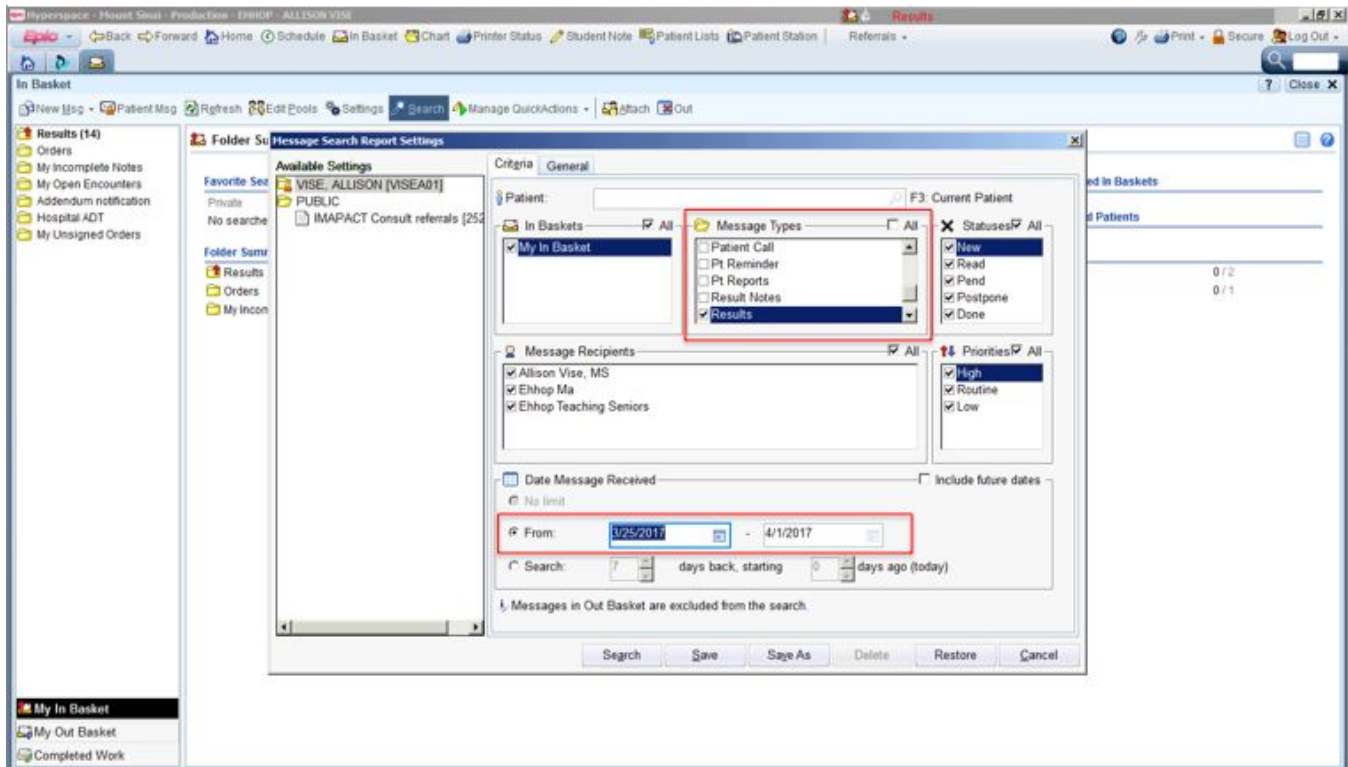 Hyperspace - Mount Sinai - Production - EHHOP - ALLISON VISE
Results
Epic Back Forward Home Schedule In Basket Chart Printer Status Student Note Patient Lists Patient Station Referrals Print Secure Log Out
In Basket ? Close X
New Msg Patient Msg Refresh Edit Pools Settings Search Manage QuickActions Attach Out
Results (14)
Orders
My Incomplete Notes
My Open Encounters
Addendum notification
Hospital ADT
My Unsigned Orders
Folder Su
Favorite Sea
Private
No searche
Folder Summ
Results
Orders
My Incom
Message Search Report Settings
Available Settings
VISE, ALLISON [VISEA01]
PUBLIC
IMAPACT Consult referrals [252
Criteria General
Patient: F3: Current Patient
In Baskets All
My In Basket
Message Types All
Patient Call
Pt Reminder
Pt Reports
Result Notes
Results
Statuses All
New
Read
Pend
Postpone
Done
Message Recipients All
Allison Vise, MS
Ehhop Ma
Ehhop Teaching Seniors
Priorities All
High
Routine
Low
Date Message Received Include future dates
No limit
From: 3/25/2017 - 4/1/2017
Search: 7 days back, starting 0 days ago (today)
Messages in Out Basket are excluded from the search.
Search Save Save As Delete Restore Cancel
ed In Baskets
d Patients
0 / 2
0 / 1
My In Basket
My Out Basket
Completed Work